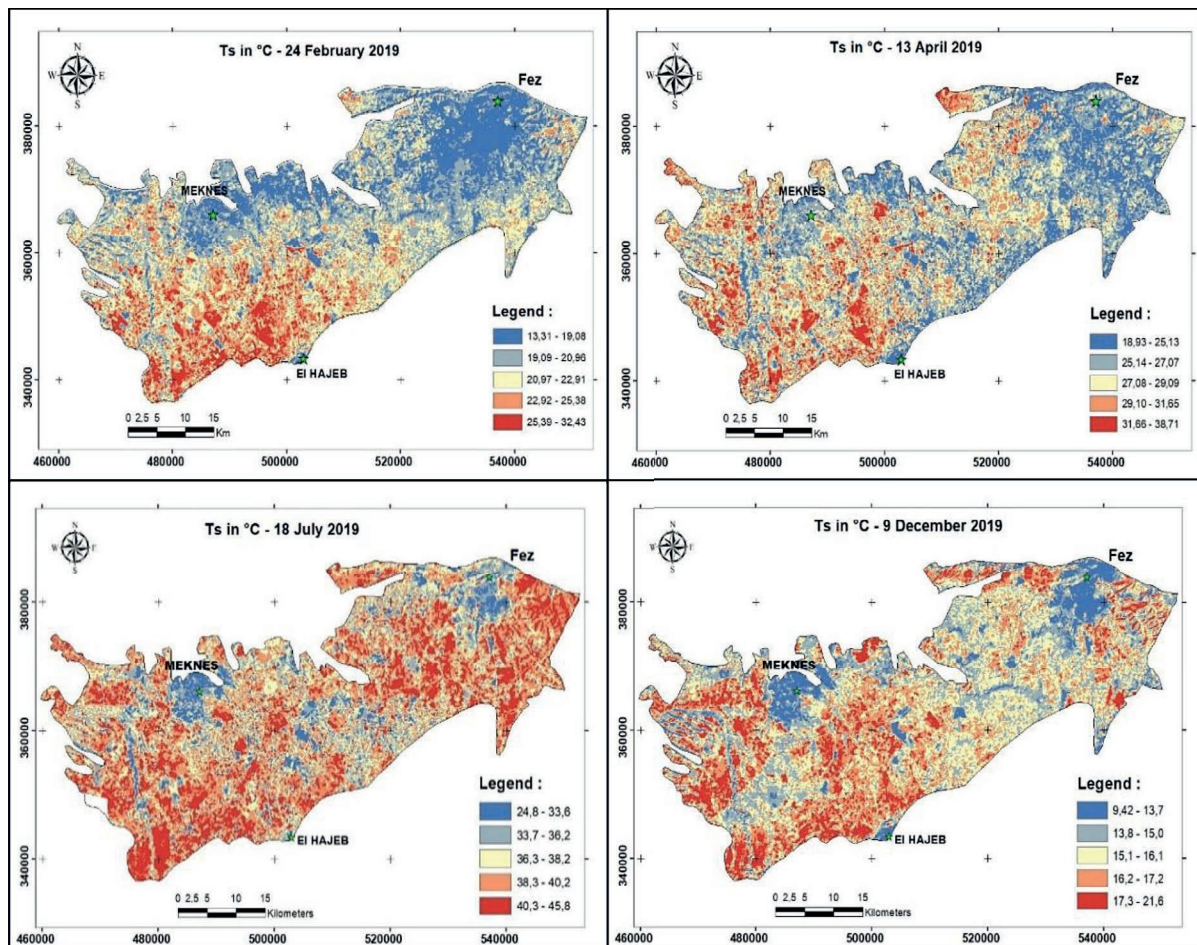 Ts in °C - 24 February 2019
N
W E
S
Fez
MEKNES
El HAJEB
380000
360000
340000
Legend :
13,31 - 19,08
19,09 - 20,96
20,97 - 22,91
22,92 - 25,38
25,39 - 32,43
0 2,5 5 10 15
Km
460000 480000 500000 520000 540000
Ts in °C - 13 April 2019
N
W E
S
Fez
MEKNES
El HAJEB
380000
360000
340000
Legend :
18,93 - 25,13
25,14 - 27,07
27,08 - 29,09
29,10 - 31,65
31,66 - 38,71
0 2,5 5 10 15
Km
460000 480000 500000 520000 540000
Ts in °C - 18 July 2019
N
W E
S
Fez
MEKNES
El HAJEB
380000
360000
340000
Legend :
24,8 - 33,6
33,7 - 36,2
36,3 - 38,2
38,3 - 40,2
40,3 - 45,8
0 2,5 5 10 15
Kilometers
460000 480000 500000 520000 540000
Ts in °C - 9 December 2019
N
W E
S
Fez
MEKNES
El HAJEB
380000
360000
340000
Legend :
9,42 - 13,7
13,8 - 15,0
15,1 - 16,1
16,2 - 17,2
17,3 - 21,6
0 2,5 5 10 15
Kilometers
460000 480000 500000 520000 540000